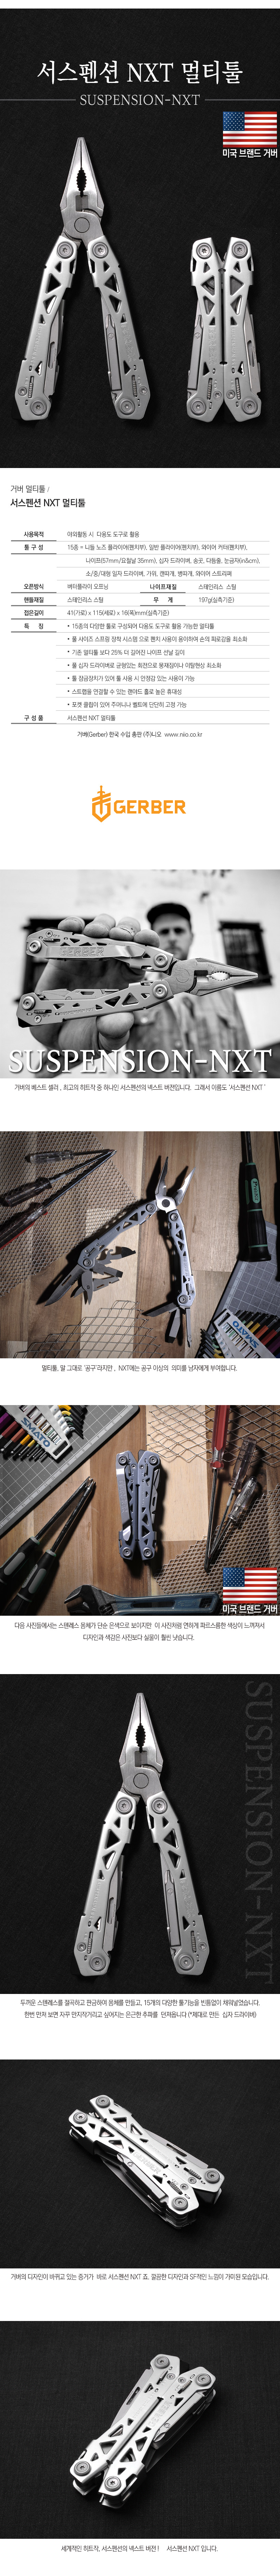 서스펜션 NXT 멀티툴
SUSPENSION-NXT
미국 브랜드 거버
거버 멀티툴 /
서스펜션 NXT 멀티툴
사용목적 야외활동 시 다용도 도구로 활용
툴 구 성 15종 = 니들 노즈 플라이어(펜치부), 일반 플라이어(펜치부), 와이어 커터(펜치부),
나이프(57mm/요철날 35mm), 십자 드라이버, 송곳, 다듬줄, 눈금자(in&cm),
소/중/대형 일자 드라이버, 가위, 캔따개, 병따개, 와이어 스트리퍼
오픈방식 버터플라이 오프닝 나이프재질 스테인리스 스틸
핸들재질 스테인리스 스틸 무 게 197g(실측기준)
접은길이 41(가로) x 115(세로) x 16(폭)mm(실측기준)
특 징 • 15종의 다양한 툴로 구성되며 다용도 도구로 활용 가능한 멀티툴
• 풀 사이즈 스프링 장착 시스템 으로 펜치 사용이 용이하며 손의 피로감을 최소화
• 기존 멀티툴 보다 25% 더 길어진 나이프 선날 길이
• 툴 십자 드라이버로 균형있는 회전으로 뭉체짐이나 이탈현상 최소화
• 툴 잠금장치가 있어 툴 사용 시 안정감 있는 사용이 가능
• 스트랩을 연결할 수 있는 랜야드 홀로 높은 휴대성
• 포켓 클립이 있어 주머니나 벨트에 단단히 고정 가능
구 성 품 서스펜션 NXT 멀티툴
거버(Gerber) 한국 수입 총판 (주)니오 www.nio.co.kr
GERBER
GERBER
SUSPENSION-NXT
거버의 베스트 셀러 , 최고의 히트작 중 하나인 서스펜션의 넥스트 버젼입니다. 그래서 이름도 '서스펜션 NXT '
SMATO
멀티툴, 말 그대로 '공구'라지만 , NXT에는 공구 이상의 의미를 남자에게 부여합니다.
SMATO
미국 브랜드 거버
다음 사진들에서는 스텐레스 몸체가 단순 은색으로 보이지만 이 사진처럼 연하게 파르스름한 색상이 느껴져서
디자인과 색감은 사진보다 실물이 훨씬 낫습니다.
SUSPENSION-NXT
두꺼운 스텐레스를 절곡하고 판금하여 몸체를 만들고, 15개의 다양한 툴기능을 빈틈없이 채워넣었습니다.
한번 만져 보면 자꾸 만지작거리고 싶어지는 은근한 추파를 던져옵니다 (*제대로 만든 십자 드라이버)
거버의 디자인이 바뀌고 있는 증거가 바로 서스펜션 NXT 죠. 깔끔한 디자인과 SF적인 느낌이 가미된 모습입니다.
세계적인 히트작, 서스펜션의 넥스트 버젼 ! 서스펜션 NXT 입니다.